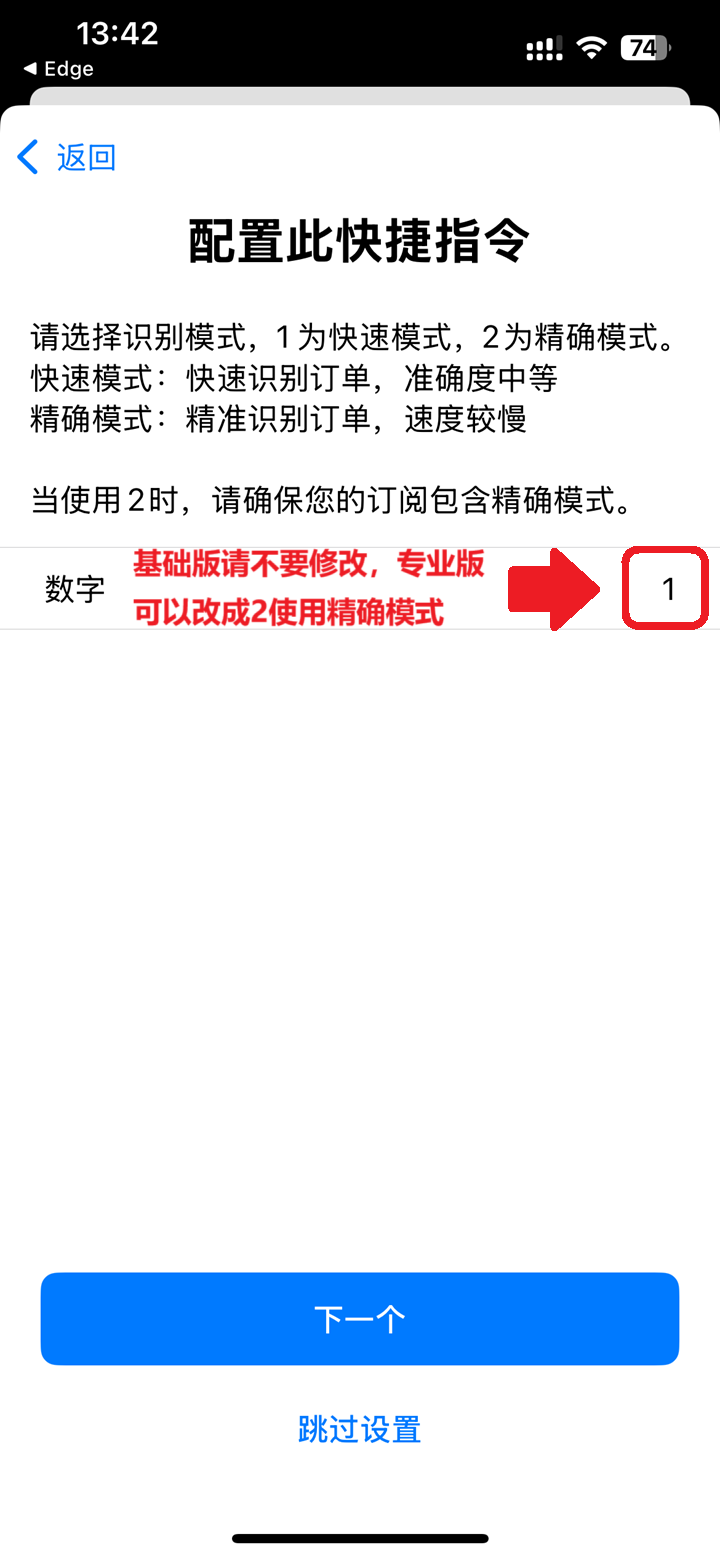 13:42
74
◀ Edge
返回
配置此快捷指令
请选择识别模式，1为快速模式，2为精确模式。
快速模式：快速识别订单，准确度中等
精确模式：精准识别订单，速度较慢
当使用2时，请确保您的订阅包含精确模式。
基础版请不要修改，专业版
数字
1
可以改成2使用精确模式
下一个
跳过设置